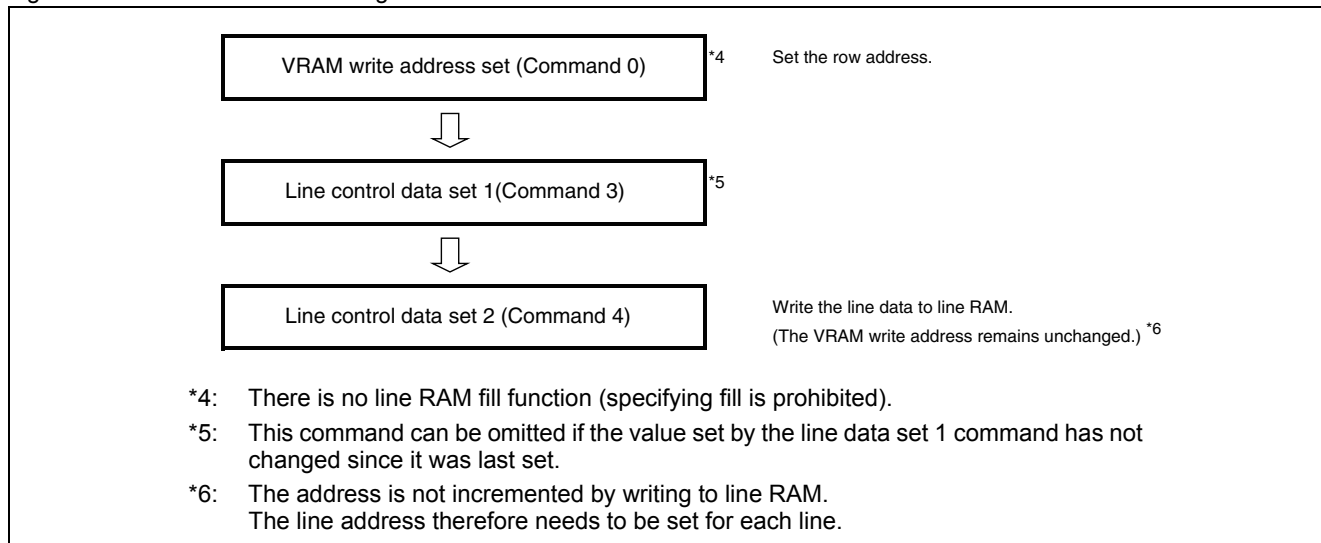 VRAM write address set (Command 0) *4 Set the row address.
Line control data set 1(Command 3) *5
Line control data set 2 (Command 4) Write the line data to line RAM.
(The VRAM write address remains unchanged.) *6
*4: There is no line RAM fill function (specifying fill is prohibited).
*5: This command can be omitted if the value set by the line data set 1 command has not
changed since it was last set.
*6: The address is not incremented by writing to line RAM.
The line address therefore needs to be set for each line.